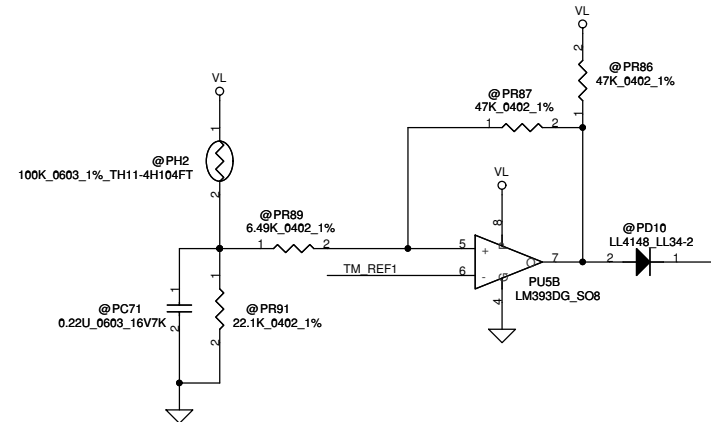 VL
2
@PR86
47K_0402_1%
1
@PR87
47K_0402_1%
1
2
VL
1
@PH2
100K_0603_1%_TH11-4H104FT
2
VL
8
@PR89
6.49K_0402_1%
1
2
5
+
P
O
7
TM_REF1
6
-
G
4
PU5B
LM393DG_SO8
@PD10
LL4148_LL34-2
2
1
1
@PC71
0.22U_0603_16V7K
2
1
@PR91
22.1K_0402_1%
2